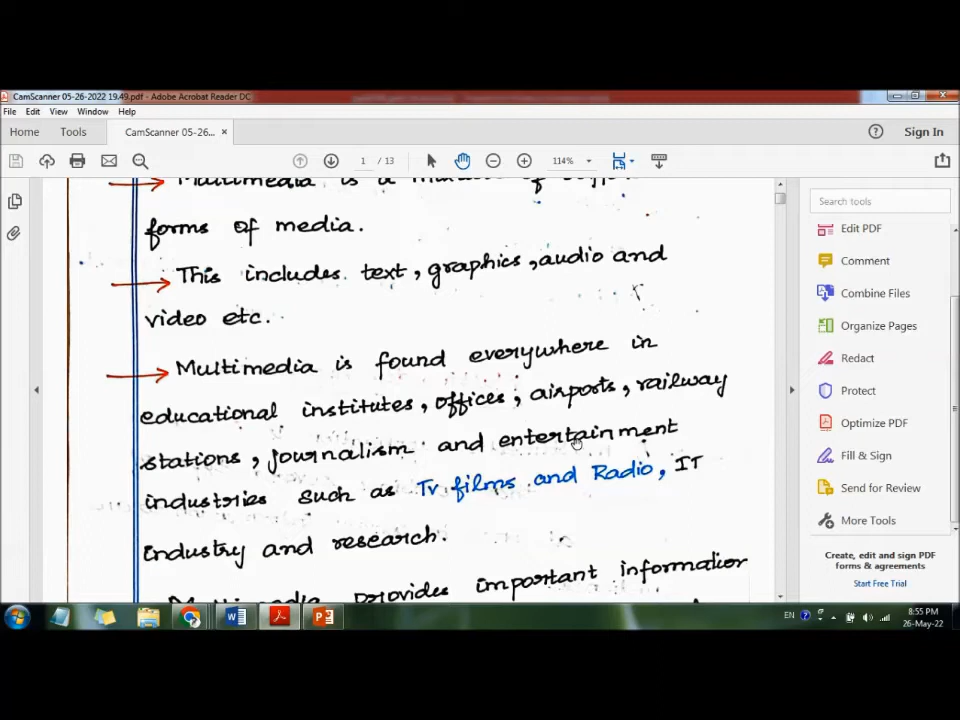 CamScanner 05-26-2022 19.49.pdf - Adobe Acrobat Reader DC
File Edit View Window Help
Home Tools CamScanner 05-26... × Sign In
1 / 13 114%
Multimedia is a
forms of media.
This includes text, graphics, audio and
video etc.
Multimedia is found everywhere in
educational institutes, offices, airports, railway
stations, journalism and entertainment
industries such as Tv films and Radio, IT
industry and research.
Multimedia provides important information
Search tools
Edit PDF
Comment
Combine Files
Organize Pages
Redact
Protect
Optimize PDF
Fill & Sign
Send for Review
More Tools
Create, edit and sign PDF
forms & agreements
Start Free Trial
EN
8:55 PM
26-May-22